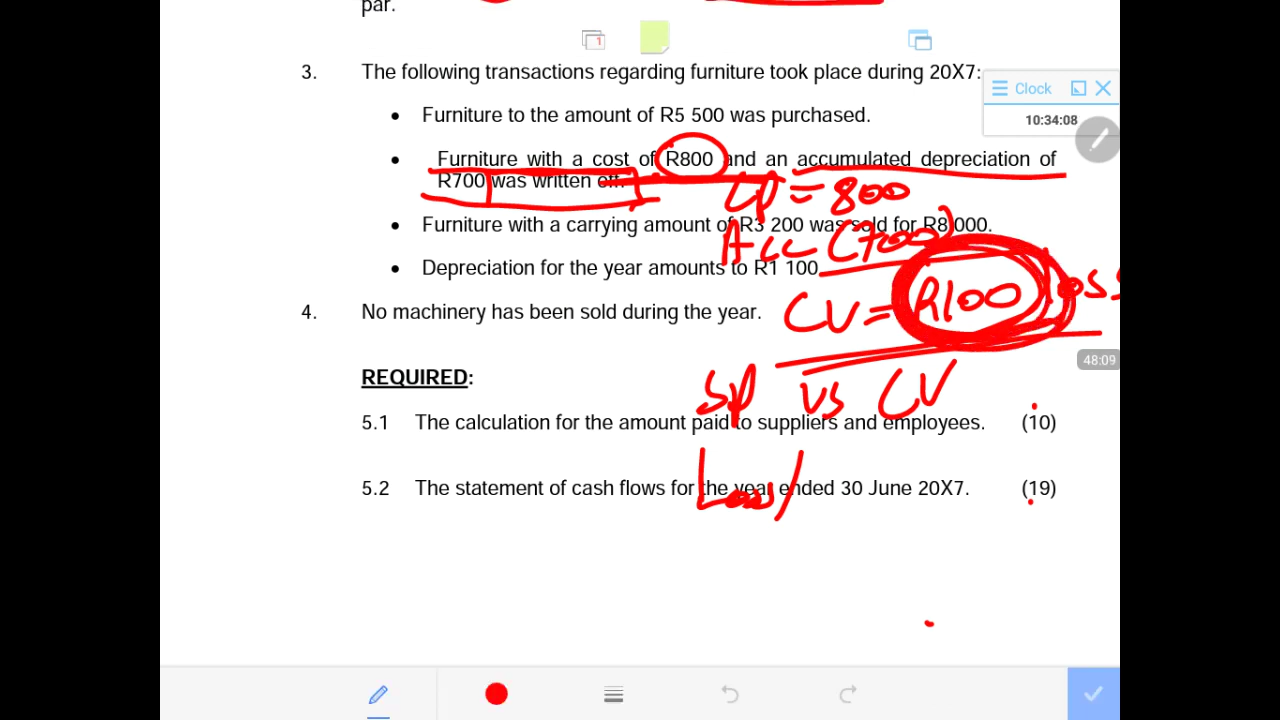 par.
1
3. The following transactions regarding furniture took place during 20X7:
Clock
10:34:08
• Furniture to the amount of R5 500 was purchased.
• Furniture with a cost of R800 and an accumulated depreciation of
R700 was written off.
CP = 800
• Furniture with a carrying amount of R3 200 was sold for R8 000.
Acc (700)
• Depreciation for the year amounts to R1 100
CV = R100 loss
4. No machinery has been sold during the year.
48:09
REQUIRED:
SP vs CV
5.1 The calculation for the amount paid to suppliers and employees. (10)
5.2 The statement of cash flows for the year ended 30 June 20X7. (19)
Loss/